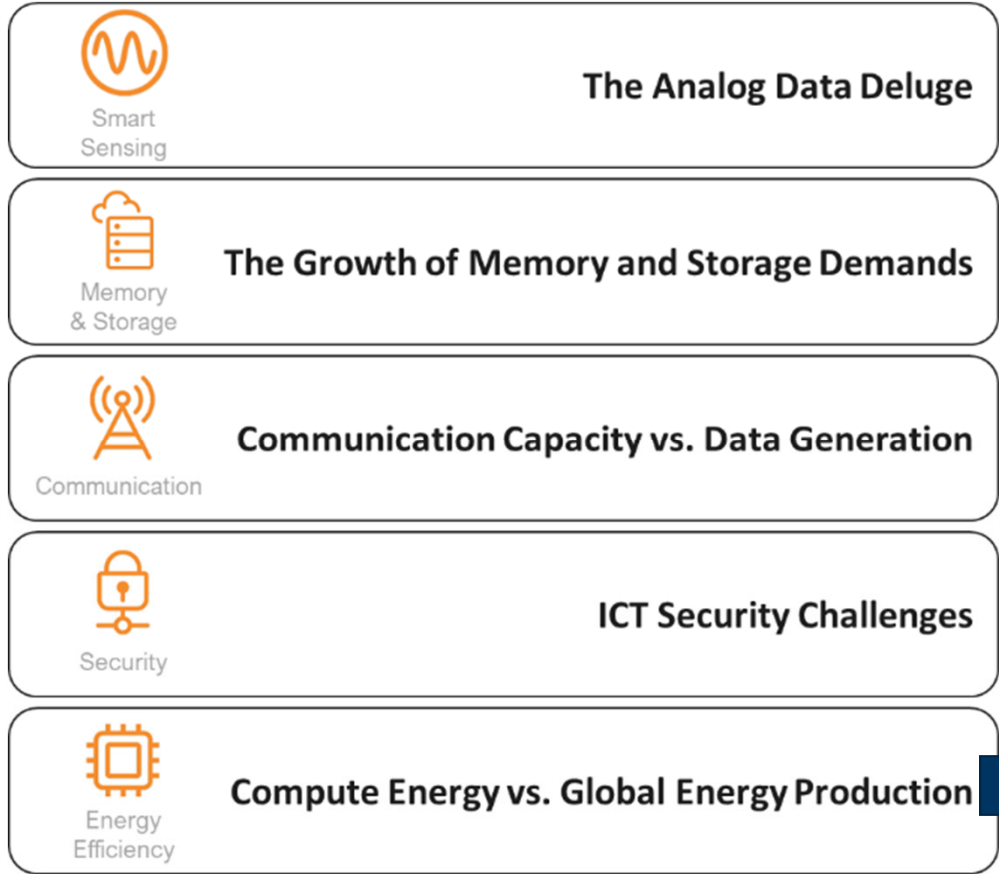 Smart
Sensing
The Analog Data Deluge
Memory
& Storage
The Growth of Memory and Storage Demands
Communication
Communication Capacity vs. Data Generation
Security
ICT Security Challenges
Energy
Efficiency
Compute Energy vs. Global Energy Production